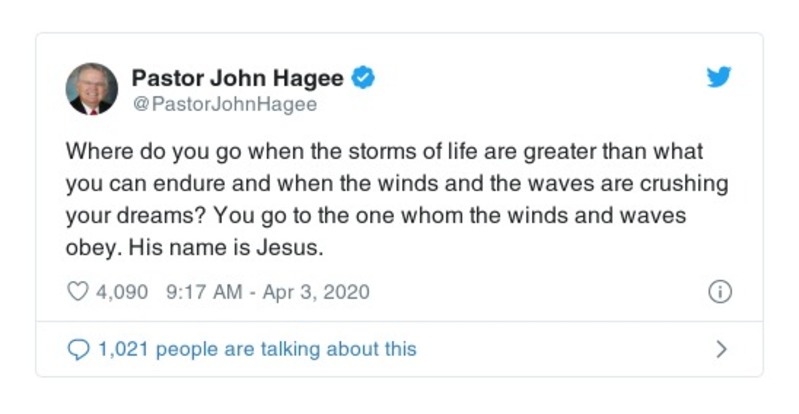 Pastor John Hagee
@PastorJohnHagee
Where do you go when the storms of life are greater than what
you can endure and when the winds and the waves are crushing
your dreams? You go to the one whom the winds and waves
obey. His name is Jesus.
4,090 9:17 AM - Apr 3, 2020
1,021 people are talking about this